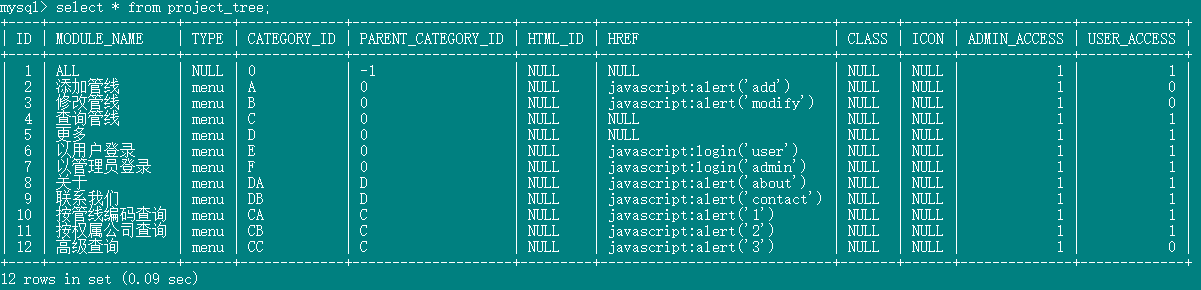 mysql> select * from project_tree;
+----+----------------+------+-------------+--------------------+---------+-----------------------------+-------+------+--------------+-------------+
| ID | MODULE_NAME | TYPE | CATEGORY_ID | PARENT_CATEGORY_ID | HTML_ID | HREF | CLASS | ICON | ADMIN_ACCESS | USER_ACCESS |
+----+----------------+------+-------------+--------------------+---------+-----------------------------+-------+------+--------------+-------------+
| 1 | ALL | NULL | 0 | -1 | NULL | NULL | NULL | NULL | 1 | 1 |
| 2 | 添加管线 | menu | A | 0 | NULL | javascript:alert('add') | NULL | NULL | 1 | 0 |
| 3 | 修改管线 | menu | B | 0 | NULL | javascript:alert('modify') | NULL | NULL | 1 | 0 |
| 4 | 查询管线 | menu | C | 0 | NULL | NULL | NULL | NULL | 1 | 1 |
| 5 | 更多 | menu | D | 0 | NULL | NULL | NULL | NULL | 1 | 1 |
| 6 | 以用户登录 | menu | E | 0 | NULL | javascript:login('user') | NULL | NULL | 1 | 1 |
| 7 | 以管理员登录 | menu | F | 0 | NULL | javascript:login('admin') | NULL | NULL | 1 | 1 |
| 8 | 关于 | menu | DA | D | NULL | javascript:alert('about') | NULL | NULL | 1 | 1 |
| 9 | 联系我们 | menu | DB | D | NULL | javascript:alert('contact') | NULL | NULL | 1 | 1 |
| 10 | 按管线编码查询 | menu | CA | C | NULL | javascript:alert('1') | NULL | NULL | 1 | 1 |
| 11 | 按权属公司查询 | menu | CB | C | NULL | javascript:alert('2') | NULL | NULL | 1 | 1 |
| 12 | 高级查询 | menu | CC | C | NULL | javascript:alert('3') | NULL | NULL | 1 | 0 |
+----+----------------+------+-------------+--------------------+---------+-----------------------------+-------+------+--------------+-------------+
12 rows in set (0.09 sec)